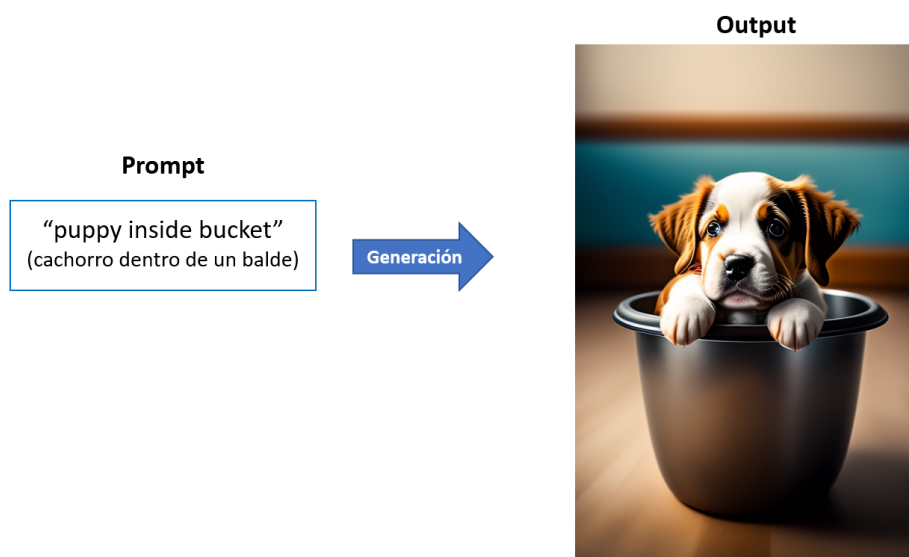 Output
Prompt
“puppy inside bucket”
(cachorro dentro de un balde)
Generación